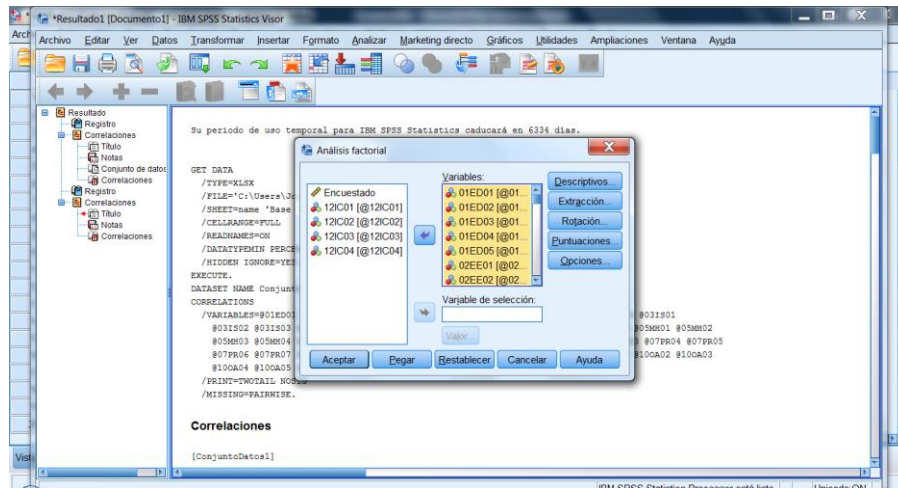 *Resultado1 [Documento1] - IBM SPSS Statistics Visor
Archivo Editar Ver Datos Transformar Insertar Formato Analizar Marketing directo Gráficos Utilidades Ampliaciones Ventana Ayuda
Resultado
Registro
Correlaciones
Título
Notas
Conjunto de datos
Correlaciones
Registro
Correlaciones
Título
Notas
Correlaciones
Su periodo de uso temporal para IBM SPSS Statistics caducará en 6334 días.
GET DATA
/TYPE=XLSX
/FILE='C:\Users\Jo
/SHEET=name 'Base
/CELLRANGE=FULL
/READNAMES=ON
/DATATYPEMIN PERCE
/HIDDEN IGNORE=YES
EXECUTE.
DATASET NAME Conjunt
CORRELATIONS
/VARIABLES=@01ED01 @03IS01
@03IS02 @03IS03 @05MH01 @05MH02
@05MH03 @05MH04 @07PR04 @07PR05
@07PR06 @07PR07 @10OA02 @10OA03
@10OA04 @10OA05
/PRINT=TWOTAIL NOSIG
/MISSING=PAIRWISE.
Correlaciones
[ConjuntoDatos1]
Análisis factorial
Encuestado
12IC01 [@12IC01]
12IC02 [@12IC02]
12IC03 [@12IC03]
12IC04 [@12IC04]
Variables:
01ED01 [@01...
01ED02 [@01...
01ED03 [@01...
01ED04 [@01...
01ED05 [@01...
02EE01 [@02...
02EE02 [@02...
Variable de selección:
Valor...
Descriptivos...
Extracción...
Rotación...
Puntuaciones...
Opciones...
Aceptar Pegar Restablecer Cancelar Ayuda
IBM SPSS Statistics Processor está listo Unicode:ON